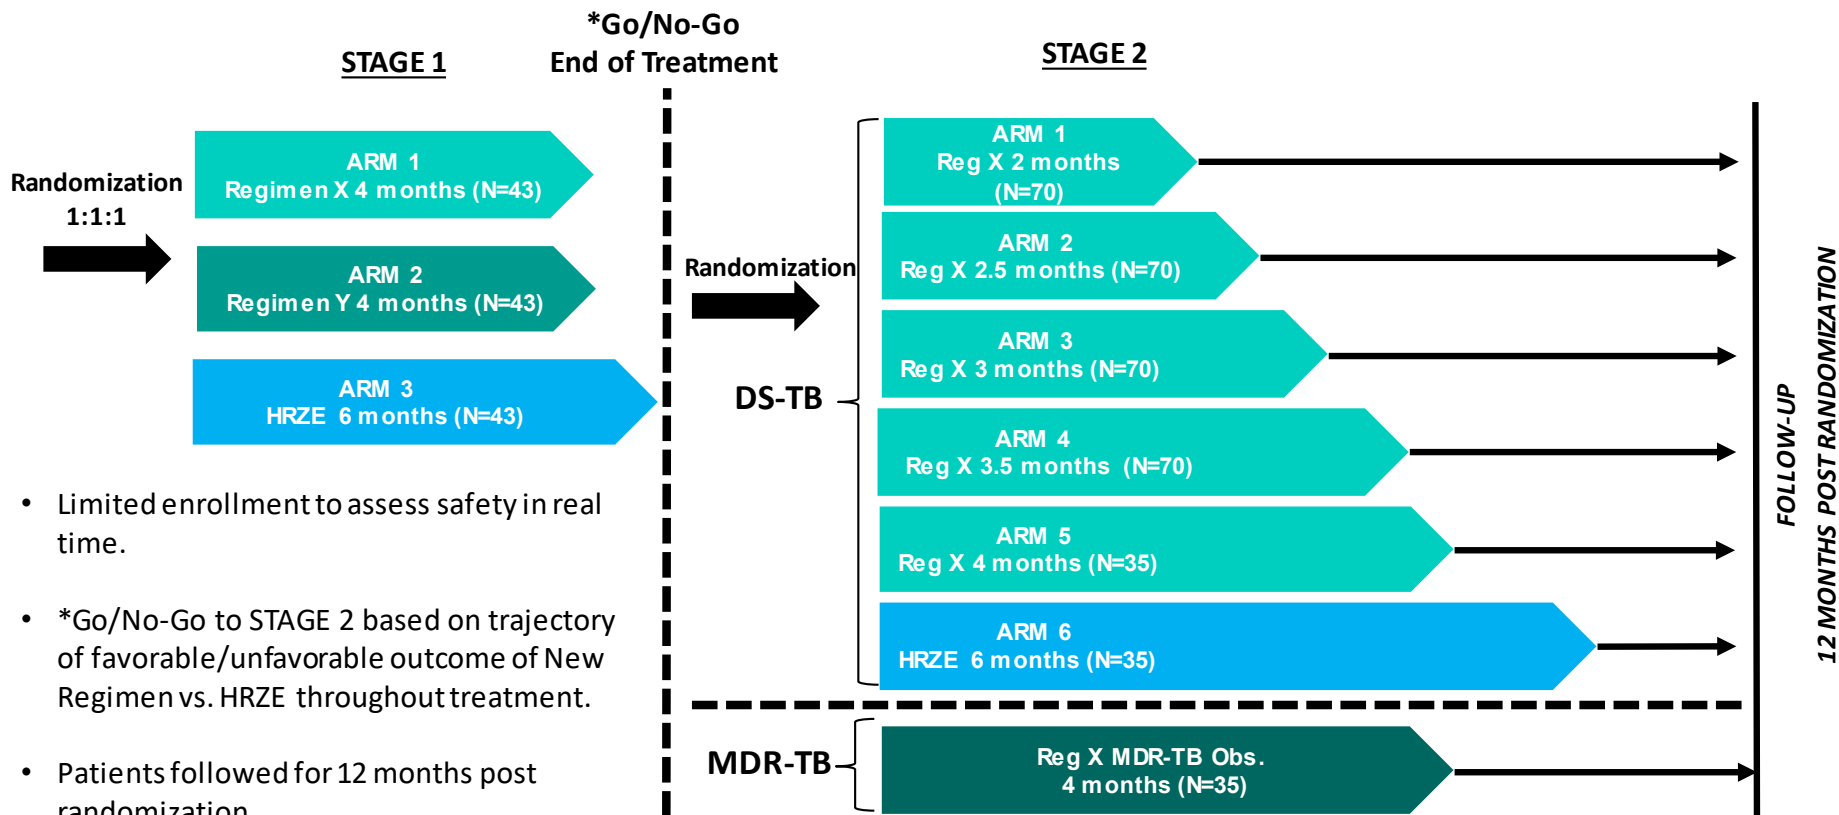 STAGE 1
*Go/No-Go
End of Treatment
STAGE 2
Randomization
1:1:1
ARM 1
Regimen X 4 months (N=43)
ARM 2
Regimen Y 4 months (N=43)
ARM 3
HRZE 6 months (N=43)
• Limited enrollment to assess safety in real
time.
• *Go/No-Go to STAGE 2 based on trajectory
of favorable/unfavorable outcome of New
Regimen vs. HRZE throughout treatment.
• Patients followed for 12 months post
randomization
Randomization
DS-TB
ARM 1
Reg X 2 months
(N=70)
ARM 2
Reg X 2.5 months (N=70)
ARM 3
Reg X 3 months (N=70)
ARM 4
Reg X 3.5 months (N=70)
ARM 5
Reg X 4 months (N=35)
ARM 6
HRZE 6 months (N=35)
MDR-TB
Reg X MDR-TB Obs.
4 months (N=35)
FOLLOW-UP
12 MONTHS POST RANDOMIZATION